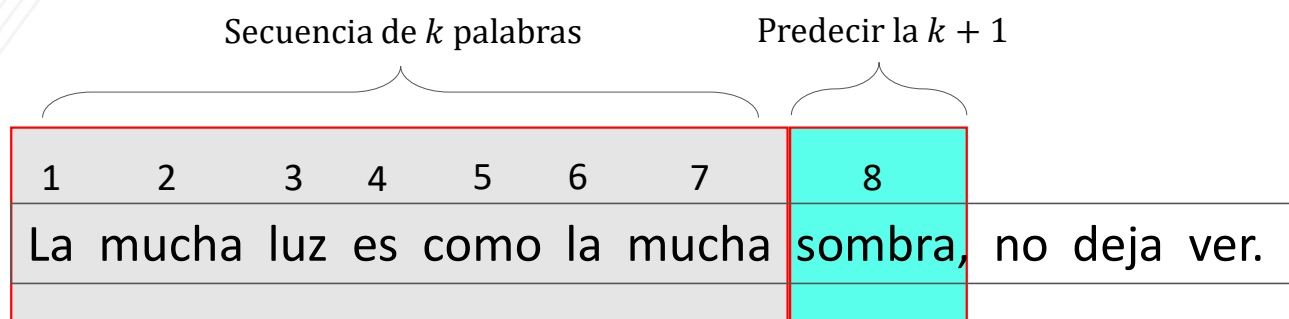 Secuencia de k palabras Predecir la k + 1
1 2 3 4 5 6 7 8
La mucha luz es como la mucha sombra, no deja ver.